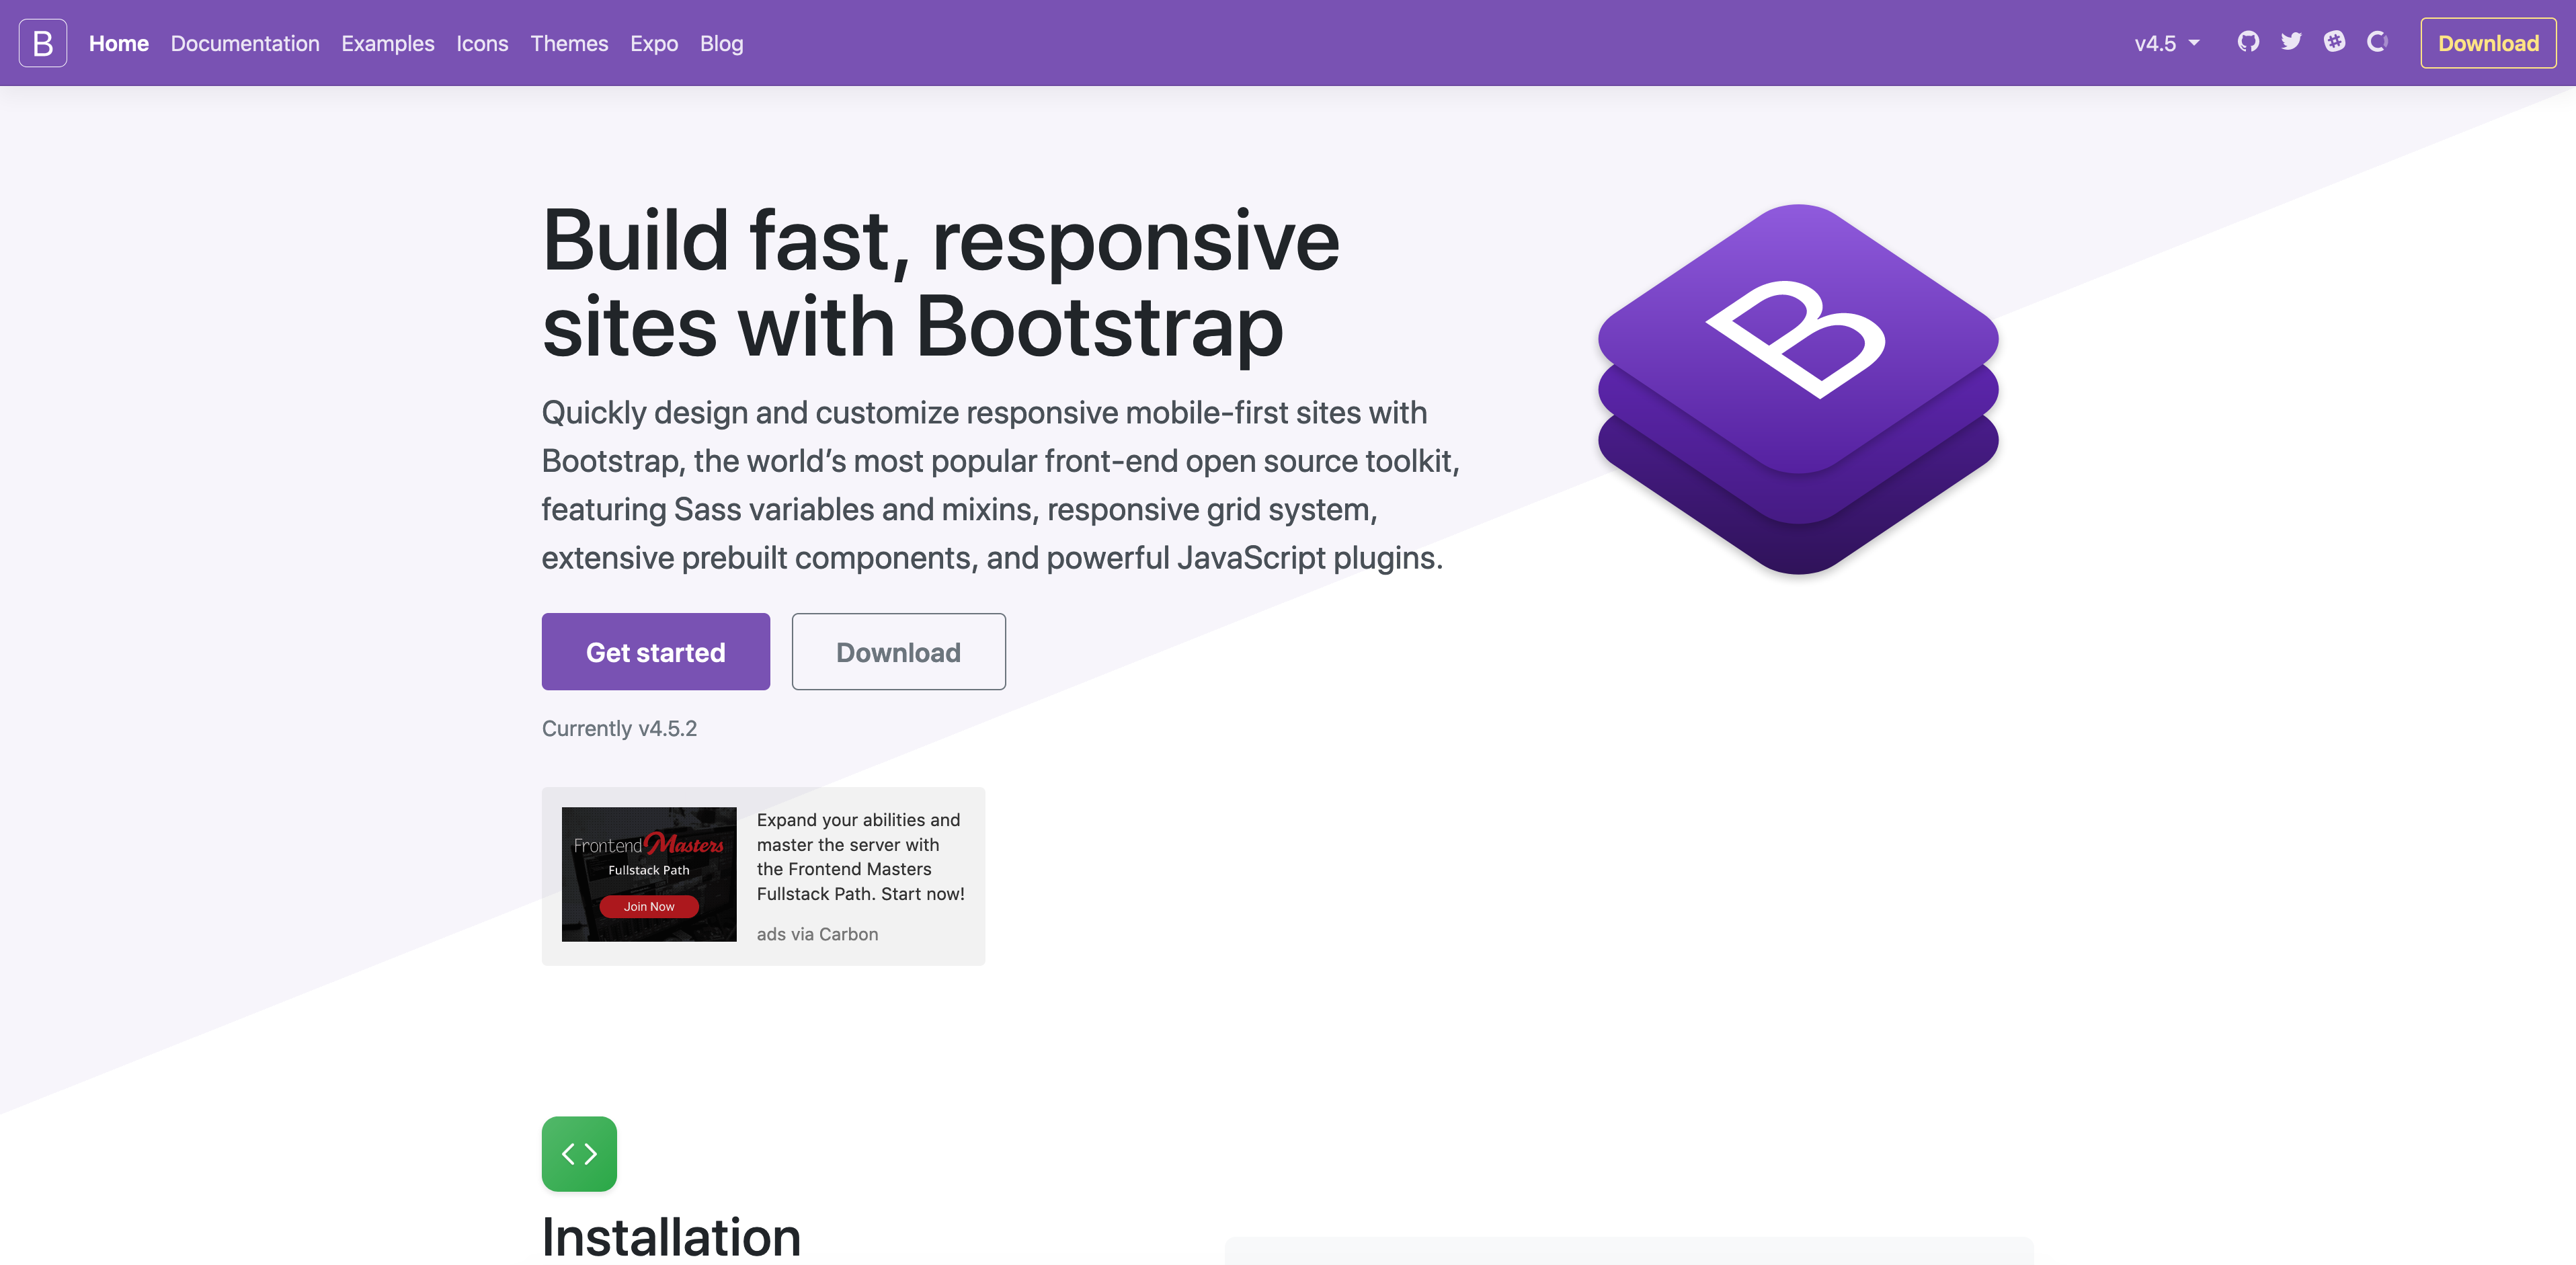 B Home Documentation Examples Icons Themes Expo Blog v4.5 Download
Build fast, responsive
sites with Bootstrap
B
Quickly design and customize responsive mobile-first sites with
Bootstrap, the world’s most popular front-end open source toolkit,
featuring Sass variables and mixins, responsive grid system,
extensive prebuilt components, and powerful JavaScript plugins.
Get started Download
Currently v4.5.2
Frontend Masters
Fullstack Path
Join Now
Expand your abilities and
master the server with
the Frontend Masters
Fullstack Path. Start now!
ads via Carbon
Installation